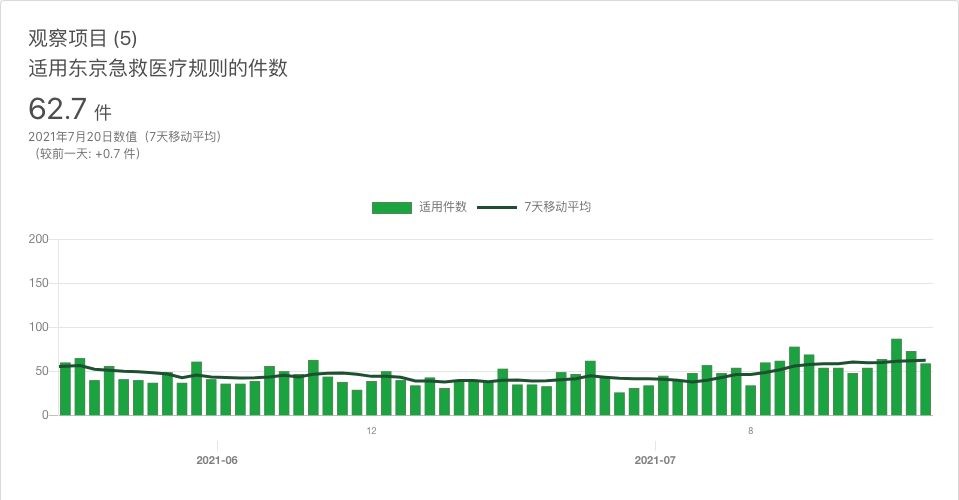 观察项目 (5)
适用东京急救医疗规则的件数
62.7 件
2021年7月20日数值（7天移动平均）
（较前一天: +0.7 件）
适用件数 7天移动平均
200
150
100
50
0
12 8
2021-06 2021-07